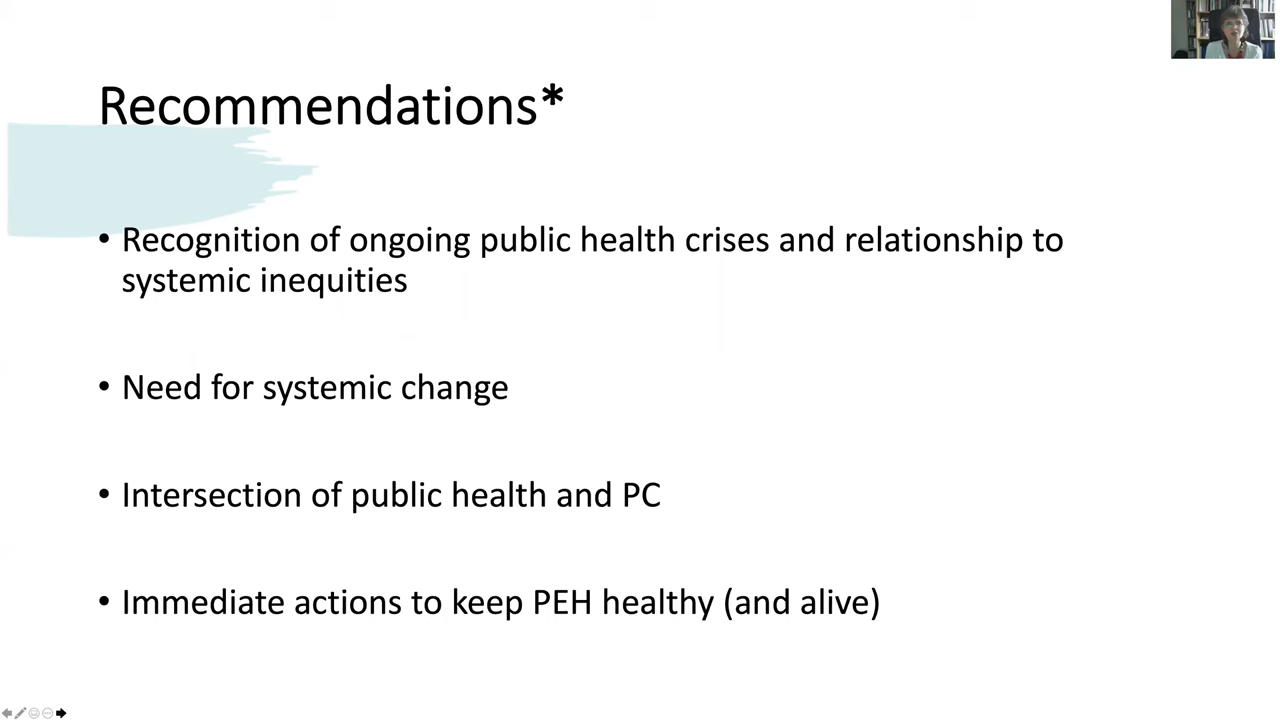 Recommendations*
• Recognition of ongoing public health crises and relationship to
systemic inequities
• Need for systemic change
• Intersection of public health and PC
• Immediate actions to keep PEH healthy (and alive)